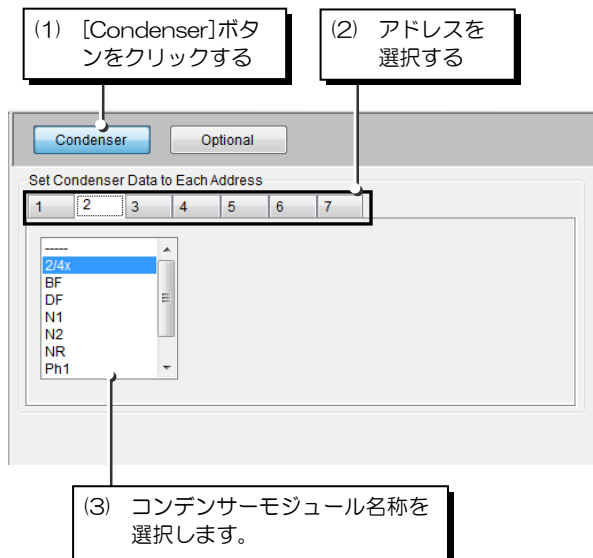 (1) [Condenser]ボタ
ンをクリックする
(2) アドレスを
選択する
Condenser
Optional
Set Condenser Data to Each Address
1 2 3 4 5 6 7
-----
2/4x
BF
DF
N1
N2
NR
Ph1
(3) コンデンサーモジュール名称を
選択します。